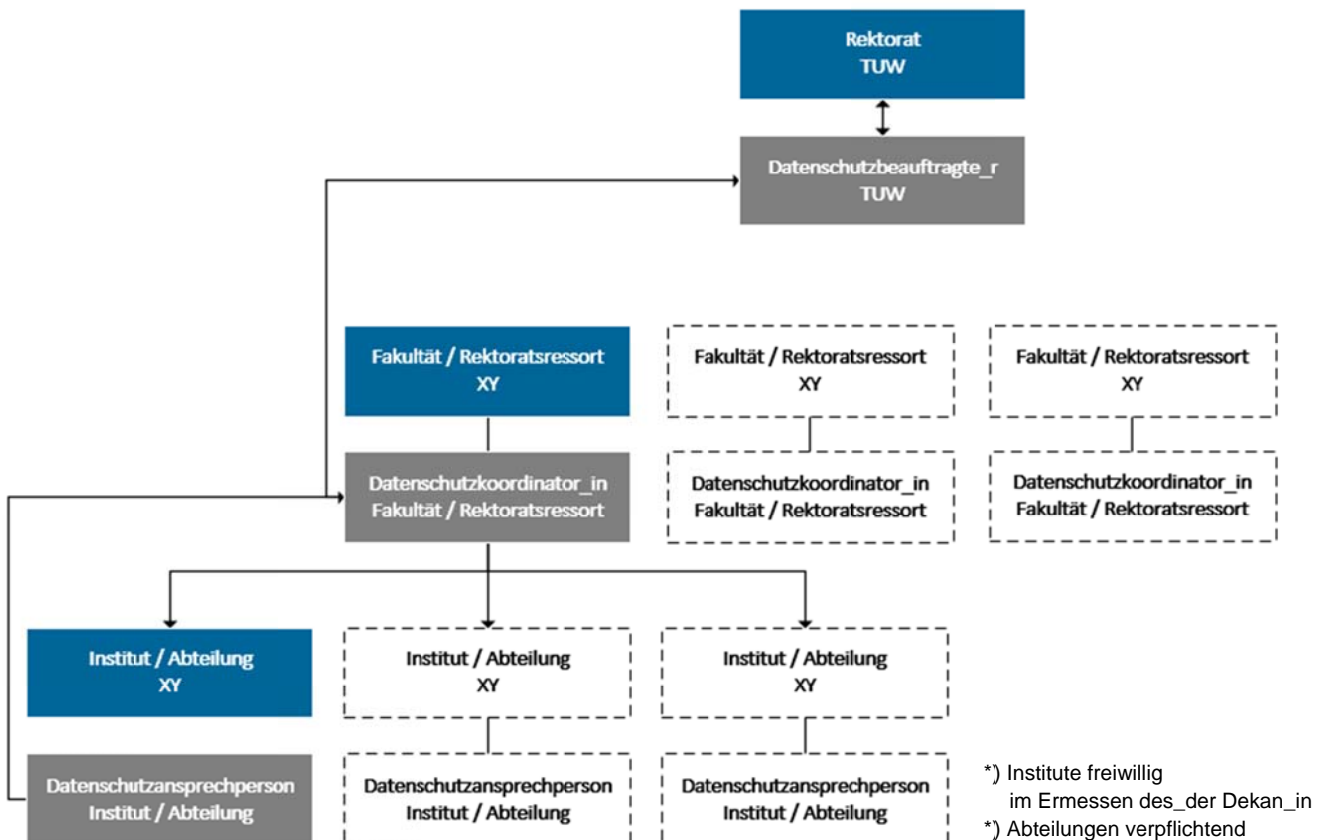 Rektorat
TUW
Datenschutzbeauftragte_r
TUW
Fakultät / Rektoratsressort
XY
Fakultät / Rektoratsressort
XY
Fakultät / Rektoratsressort
XY
Datenschutzkoordinator_in
Fakultät / Rektoratsressort
Datenschutzkoordinator_in
Fakultät / Rektoratsressort
Datenschutzkoordinator_in
Fakultät / Rektoratsressort
Institut / Abteilung
XY
Institut / Abteilung
XY
Institut / Abteilung
XY
Datenschutzansprechperson
Institut / Abteilung
Datenschutzansprechperson
Institut / Abteilung
Datenschutzansprechperson
Institut / Abteilung
*) Institute freiwillig
im Ermessen des_der Dekan_in
*) Abteilungen verpflichtend